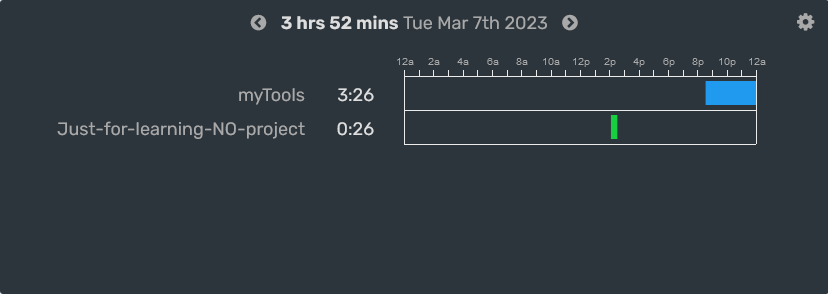 3 hrs 52 mins Tue Mar 7th 2023
12a 2a 4a 6a 8a 10a 12a 2p 4p 6p 8p 10p 12a
myTools 3:26
Just-for-learning-NO-project 0:26